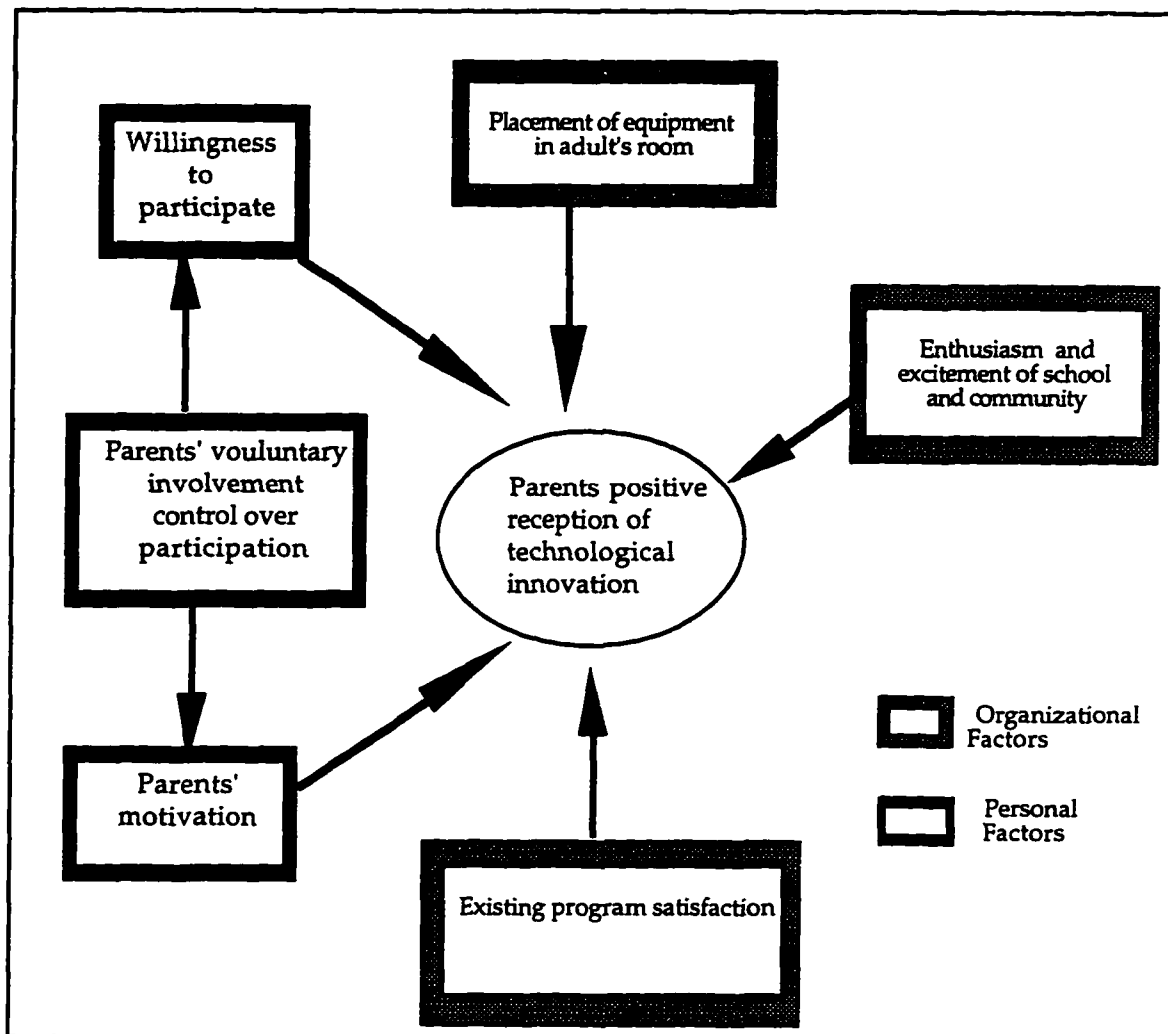 Willingness
to
participate
Placement of equipment
in adult's room
Enthusiasm and
excitement of school
and community
Parents' vouluntary
involvement
control over
participation
Parents positive
reception of
technological
innovation
Parents'
motivation
Existing program satisfaction
Organizational
Factors
Personal
Factors